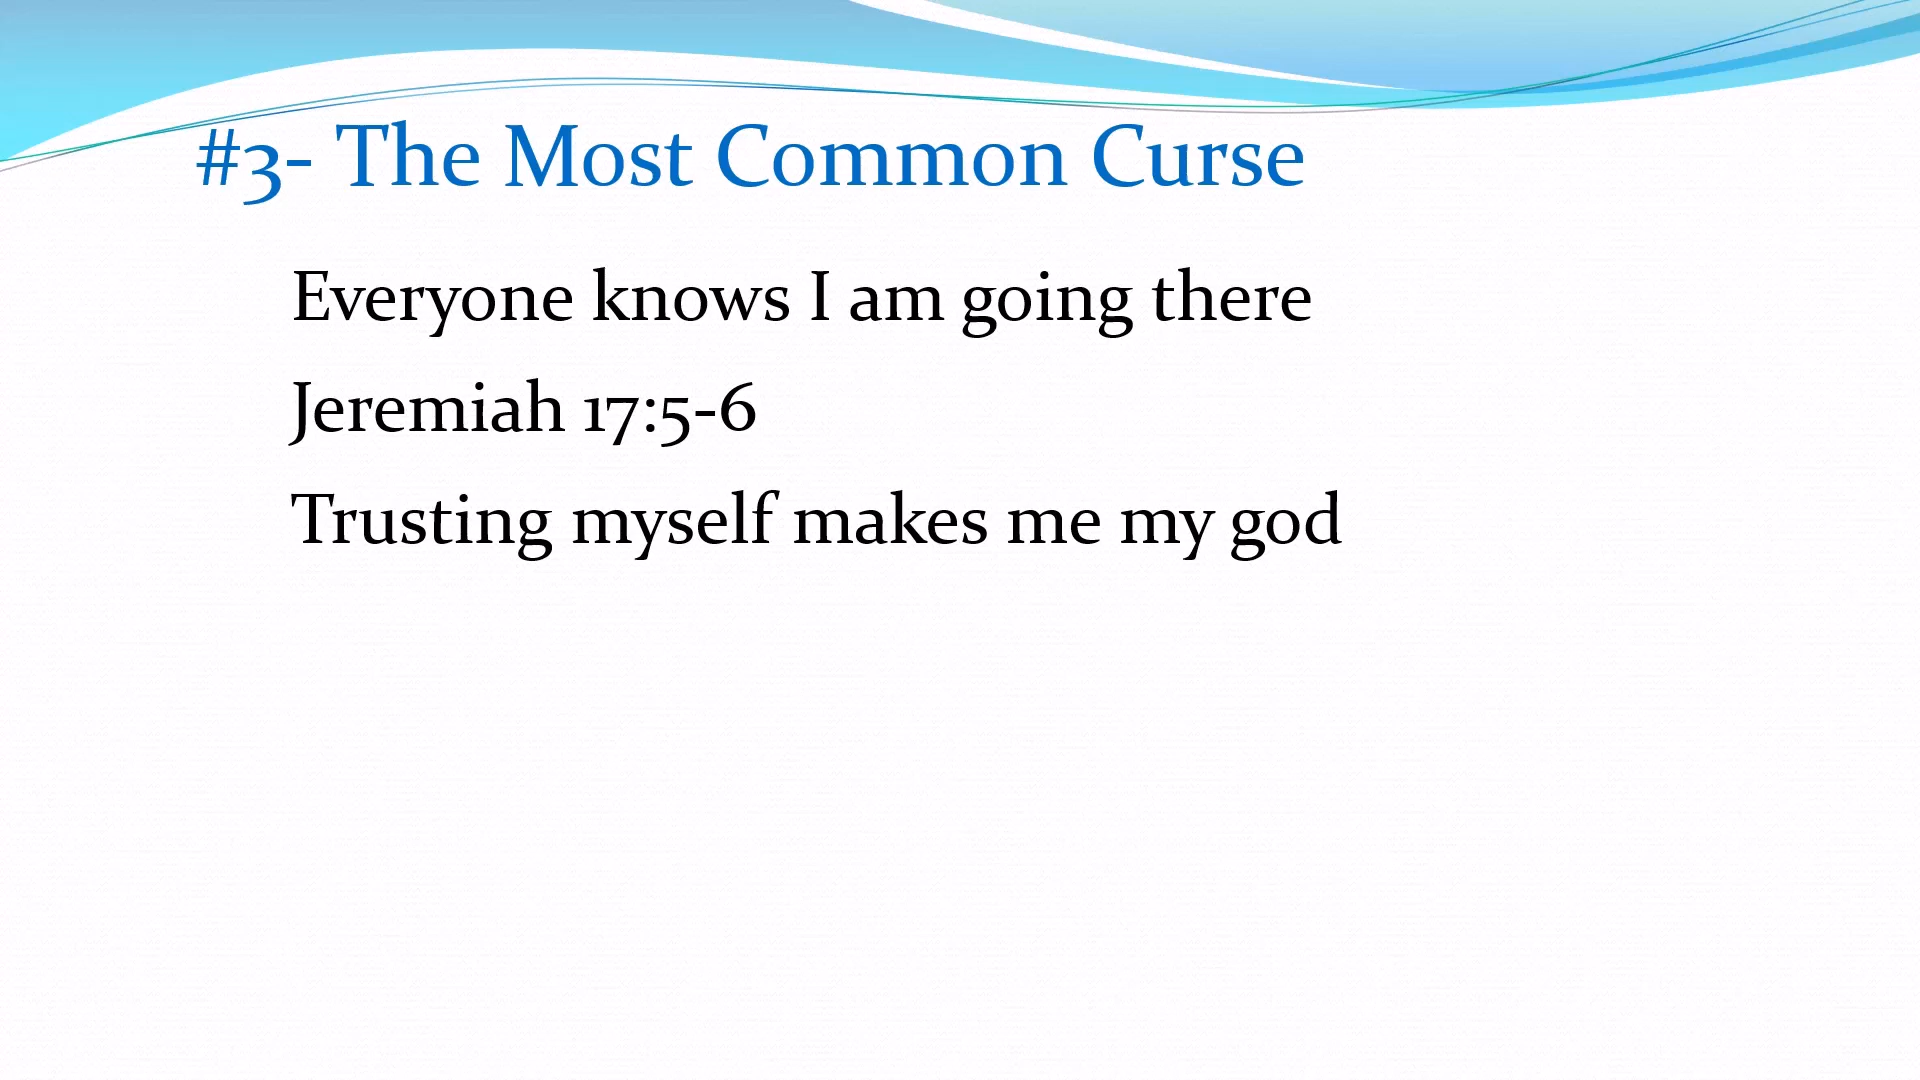 #3- The Most Common Curse
Everyone knows I am going there
Jeremiah 17:5-6
Trusting myself makes me my god